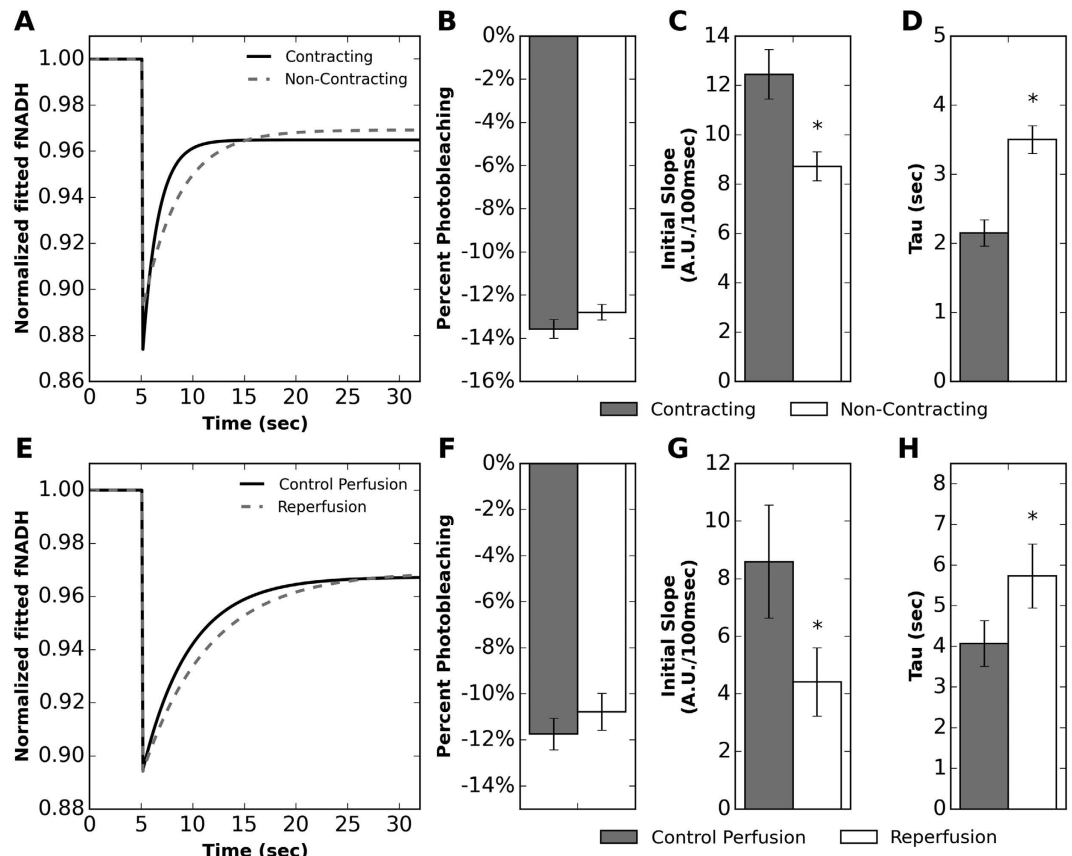 A
Normalized fitted fNADH
1.00
0.98
0.96
0.94
0.92
0.90
0.88
0.86
0
5
10
15
20
25
30
Time (sec)
Contracting
Non-Contracting
B
Percent Photobleaching
0%
-2%
-4%
-6%
-8%
-10%
-12%
-14%
-16%
C
Initial Slope
(A.U./100msec)
14
12
10
8
6
4
2
0
*
D
Tau (sec)
5
4
3
2
1
0
*
Contracting
Non-Contracting
E
Normalized fitted fNADH
1.00
0.98
0.96
0.94
0.92
0.90
0.88
0
5
10
15
20
25
30
Time (sec)
Control Perfusion
Reperfusion
F
Percent Photobleaching
0%
-2%
-4%
-6%
-8%
-10%
-12%
-14%
G
Initial Slope
(A.U./100msec)
12
10
8
6
4
2
0
*
H
Tau (sec)
8
7
6
5
4
3
2
1
0
*
Control Perfusion
Reperfusion